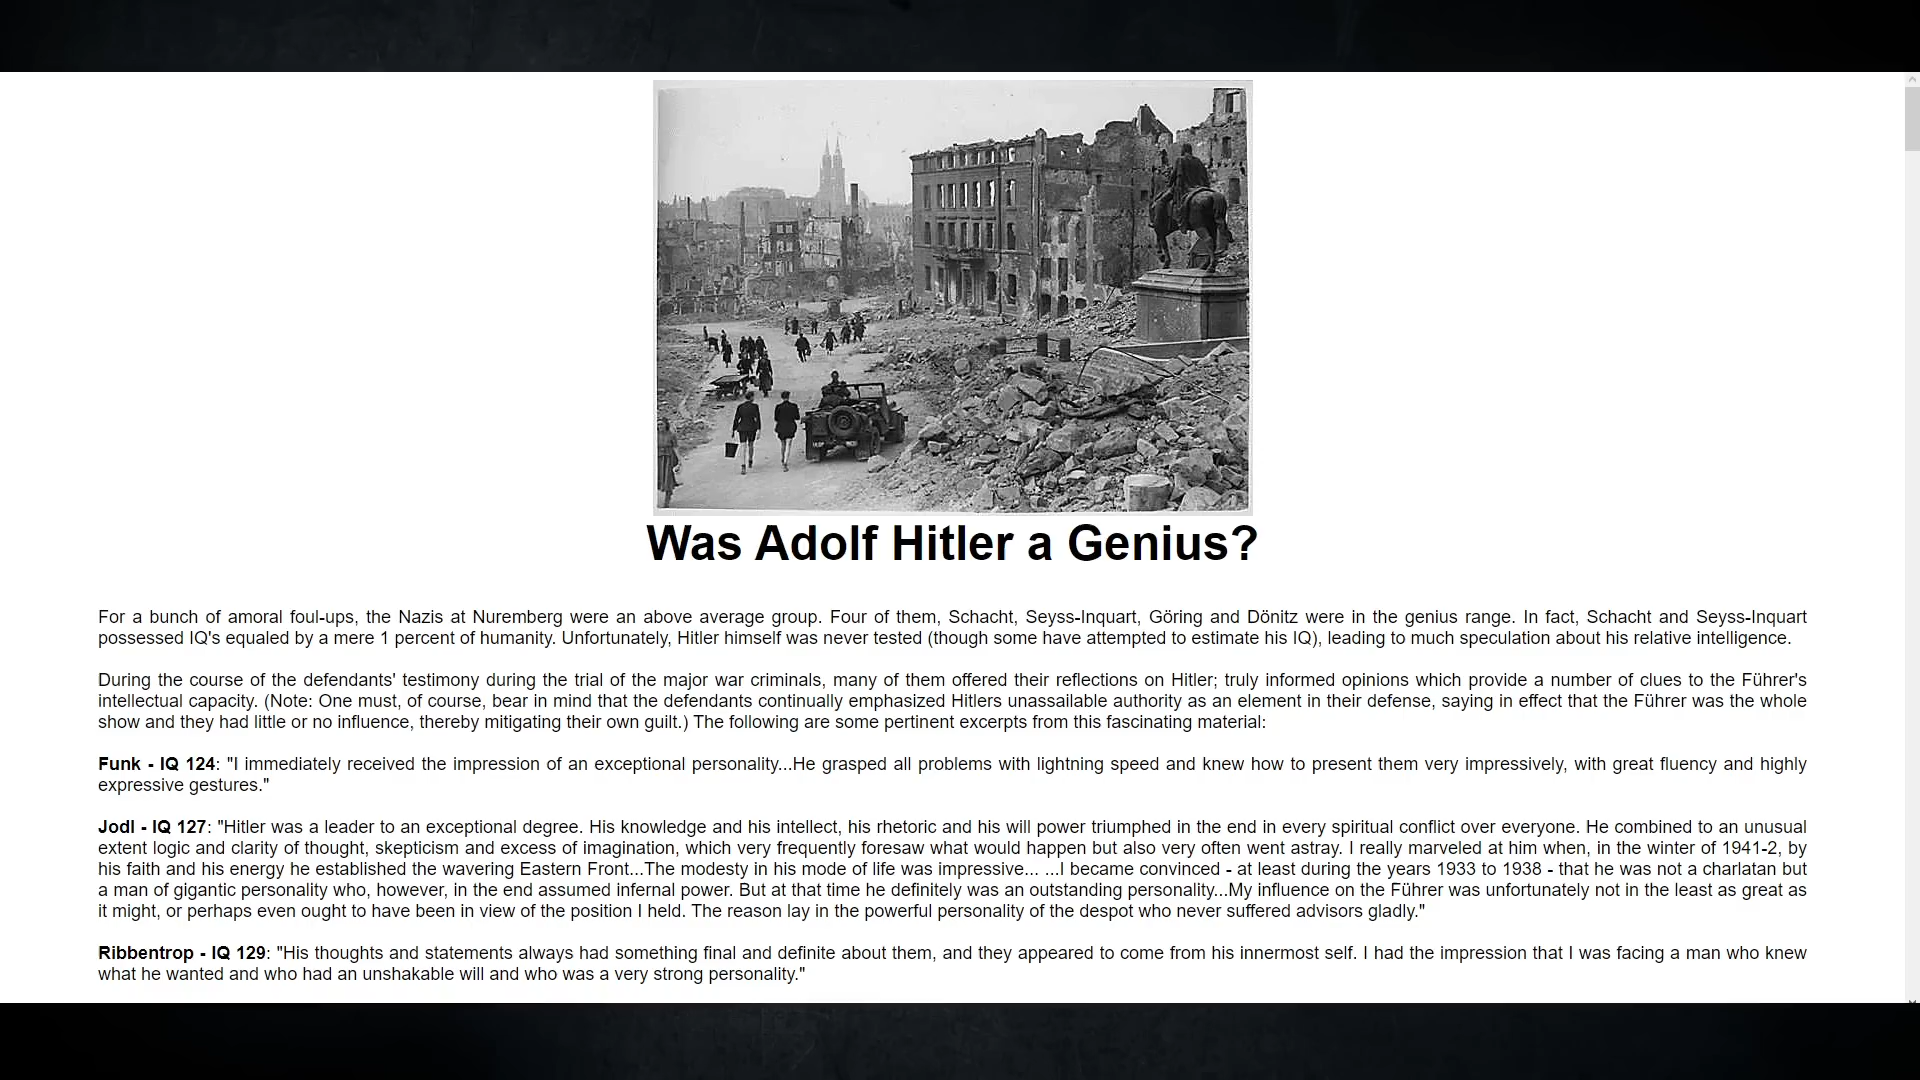 Was Adolf Hitler a Genius?
For a bunch of amoral foul-ups, the Nazis at Nuremberg were an above average group. Four of them, Schacht, Seyss-Inquart, Göring and Dönitz were in the genius range. In fact, Schacht and Seyss-Inquart
possessed IQ's equaled by a mere 1 percent of humanity. Unfortunately, Hitler himself was never tested (though some have attempted to estimate his IQ), leading to much speculation about his relative intelligence.
During the course of the defendants' testimony during the trial of the major war criminals, many of them offered their reflections on Hitler; truly informed opinions which provide a number of clues to the Führer's
intellectual capacity. (Note: One must, of course, bear in mind that the defendants continually emphasized Hitlers unassailable authority as an element in their defense, saying in effect that the Führer was the whole
show and they had little or no influence, thereby mitigating their own guilt.) The following are some pertinent excerpts from this fascinating material:
Funk - IQ 124: "I immediately received the impression of an exceptional personality...He grasped all problems with lightning speed and knew how to present them very impressively, with great fluency and highly
expressive gestures."
Jodl - IQ 127: "Hitler was a leader to an exceptional degree. His knowledge and his intellect, his rhetoric and his will power triumphed in the end in every spiritual conflict over everyone. He combined to an unusual
extent logic and clarity of thought, skepticism and excess of imagination, which very frequently foresaw what would happen but also very often went astray. I really marveled at him when, in the winter of 1941-2, by
his faith and his energy he established the wavering Eastern Front...The modesty in his mode of life was impressive... ...I became convinced - at least during the years 1933 to 1938 - that he was not a charlatan but
a man of gigantic personality who, however, in the end assumed infernal power. But at that time he definitely was an outstanding personality...My influence on the Führer was unfortunately not in the least as great as
it might, or perhaps even ought to have been in view of the position I held. The reason lay in the powerful personality of the despot who never suffered advisors gladly."
Ribbentrop - IQ 129: "His thoughts and statements always had something final and definite about them, and they appeared to come from his innermost self. I had the impression that I was facing a man who knew
what he wanted and who had an unshakable will and who was a very strong personality."